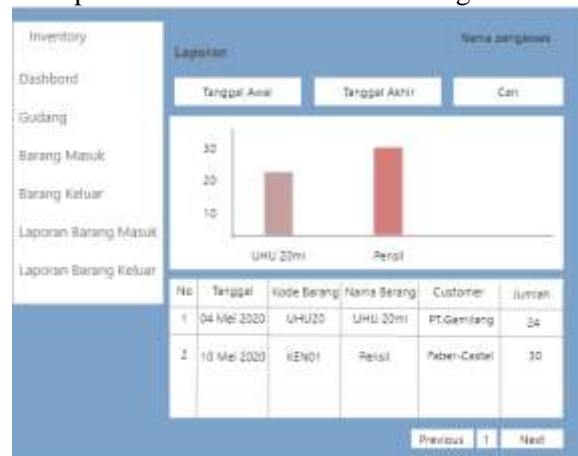 Inventory
Nama pengakses
Laporan
Dashbord
Gudang
Barang Masuk
Barang Keluar
Laporan Barang Masuk
Laporan Barang Keluar
Tanggal Awal Tanggal Akhir Cari
30
20
10
UHU 20ml Pensil
No Tanggal Kode Barang Nama Barang Customer Jumlah
1 04 Mei 2020 UHU20 UHU 20ml PT.Gemilang 24
2 10 Mei 2020 KEN01 Pensil Faber-Castel 30
Previous 1 Next